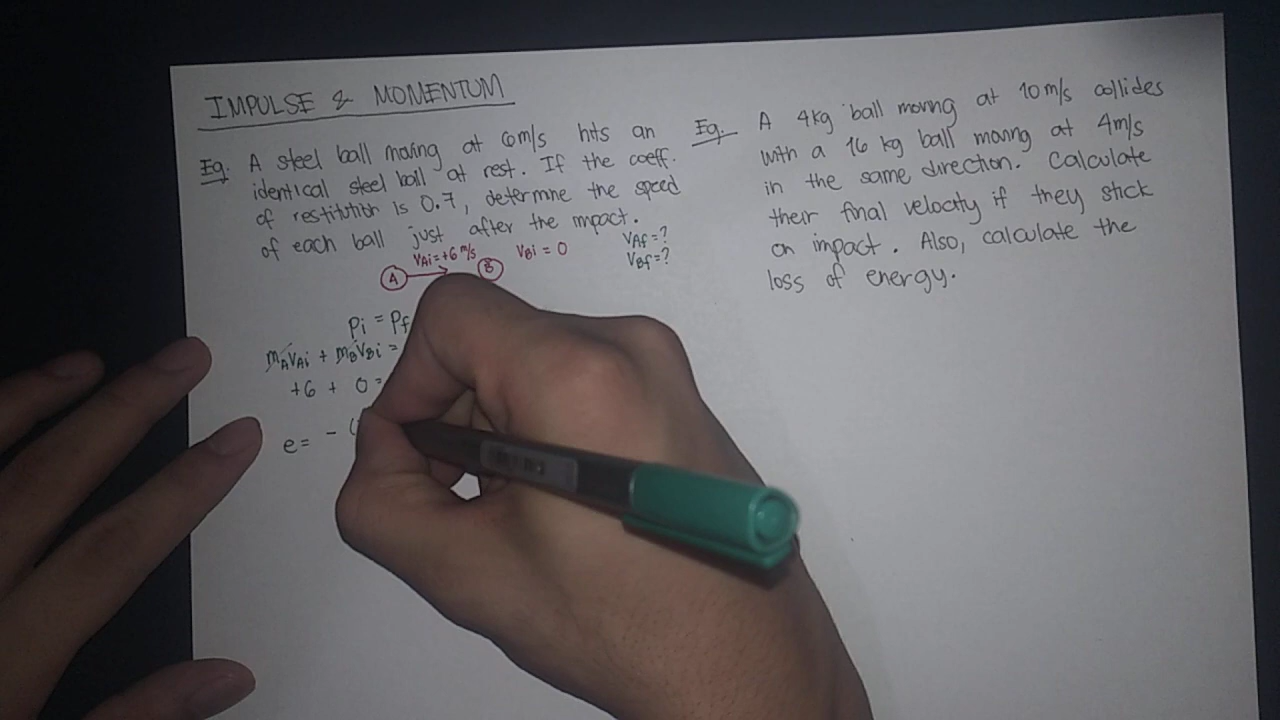 IMPULSE & MOMENTUM
Eg. A steel ball moving at 6m/s hits an
identical steel ball at rest. If the coeff.
of restitution is 0.7, determine the speed
of each ball just after the impact.
VAi=+6 m/s
VBi = 0
VAf=?
VBf=?
A
B
Pi = Pf
mAVAi + mBVBi =
+6 + 0 =
e= - (
Eg. A 4kg ball moving at 10m/s collides
with a 16 kg ball moving at 4m/s
in the same direction. Calculate
their final velocity if they stick
on impact. Also, calculate the
loss of energy.